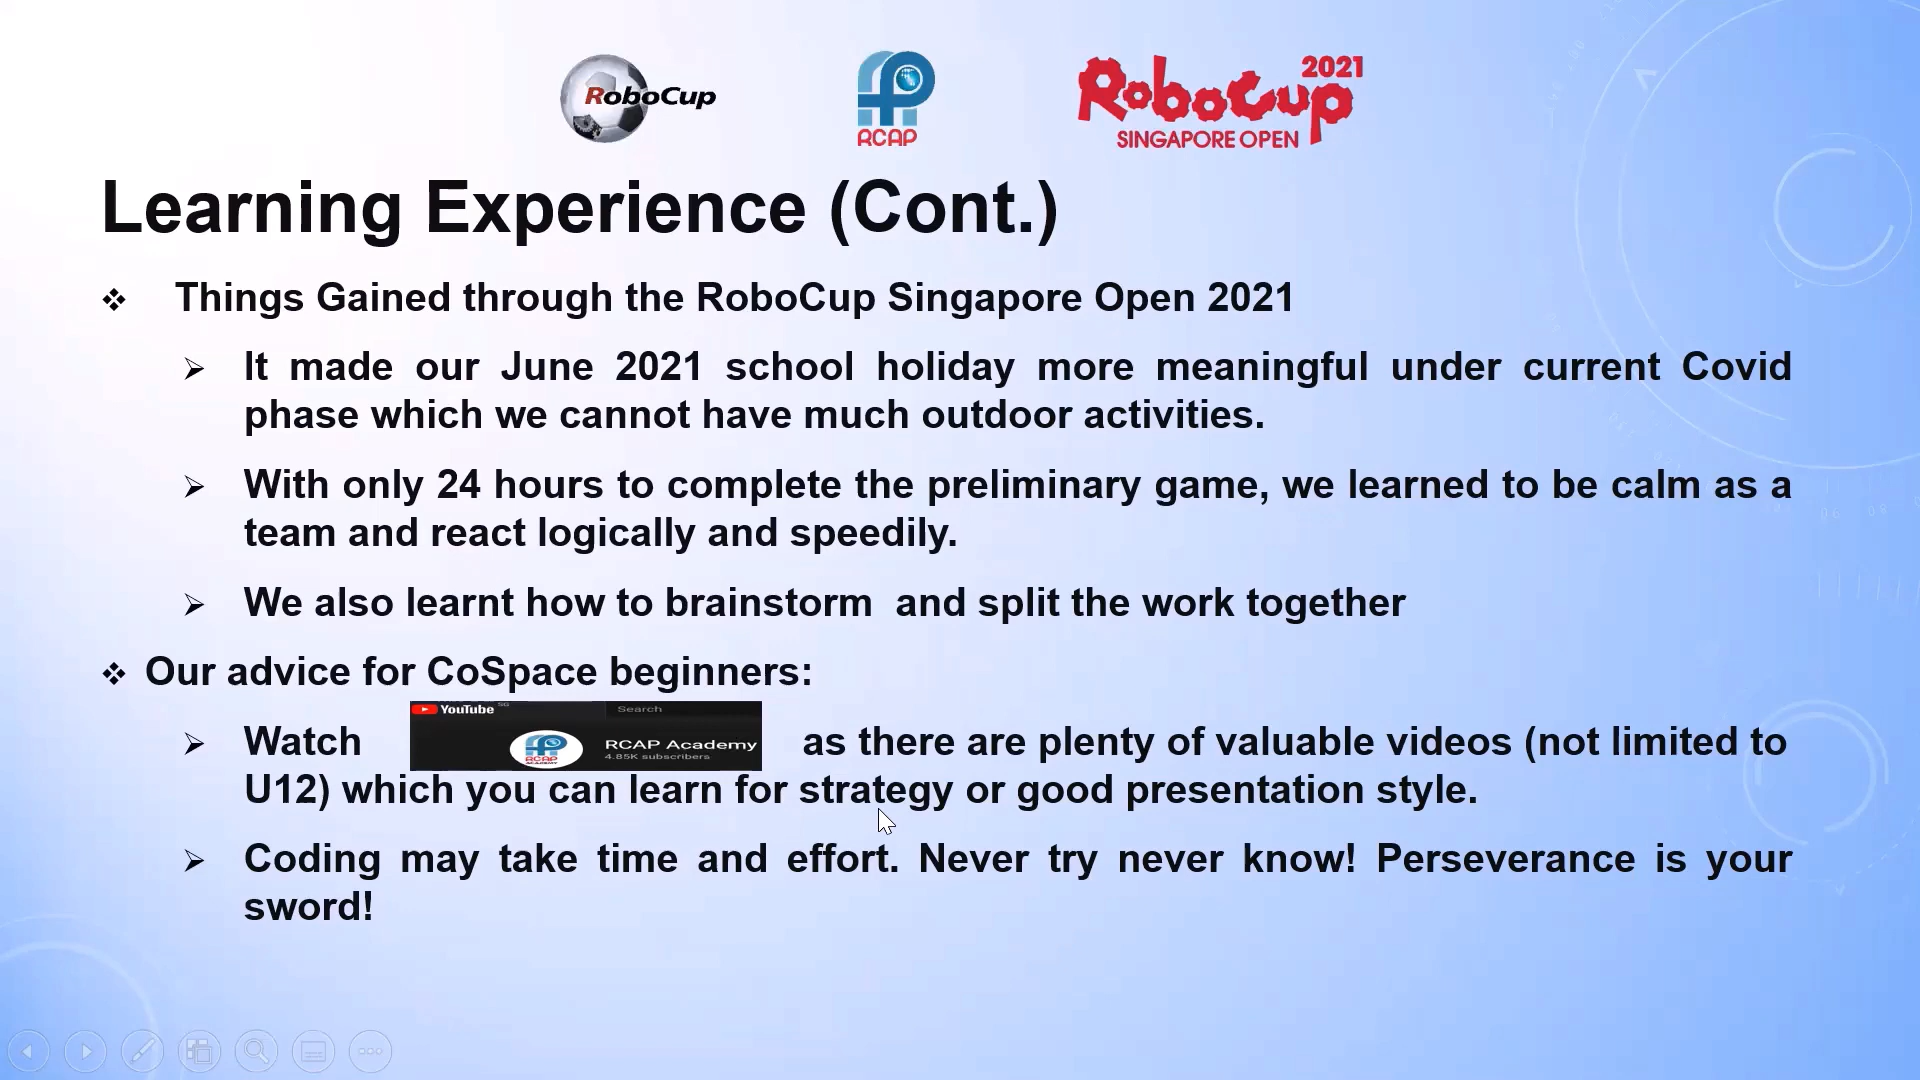 RoboCup
RCAP
RoboCup 2021
SINGAPORE OPEN
Learning Experience (Cont.)
❖ Things Gained through the RoboCup Singapore Open 2021
➢ It made our June 2021 school holiday more meaningful under current Covid
phase which we cannot have much outdoor activities.
➢ With only 24 hours to complete the preliminary game, we learned to be calm as a
team and react logically and speedily.
➢ We also learnt how to brainstorm and split the work together
❖ Our advice for CoSpace beginners:
YouTube SG Search
RCAP Academy
4.85K subscribers
RCAP
ACADEMY
➢ Watch as there are plenty of valuable videos (not limited to
U12) which you can learn for strategy or good presentation style.
➢ Coding may take time and effort. Never try never know! Perseverance is your
sword!